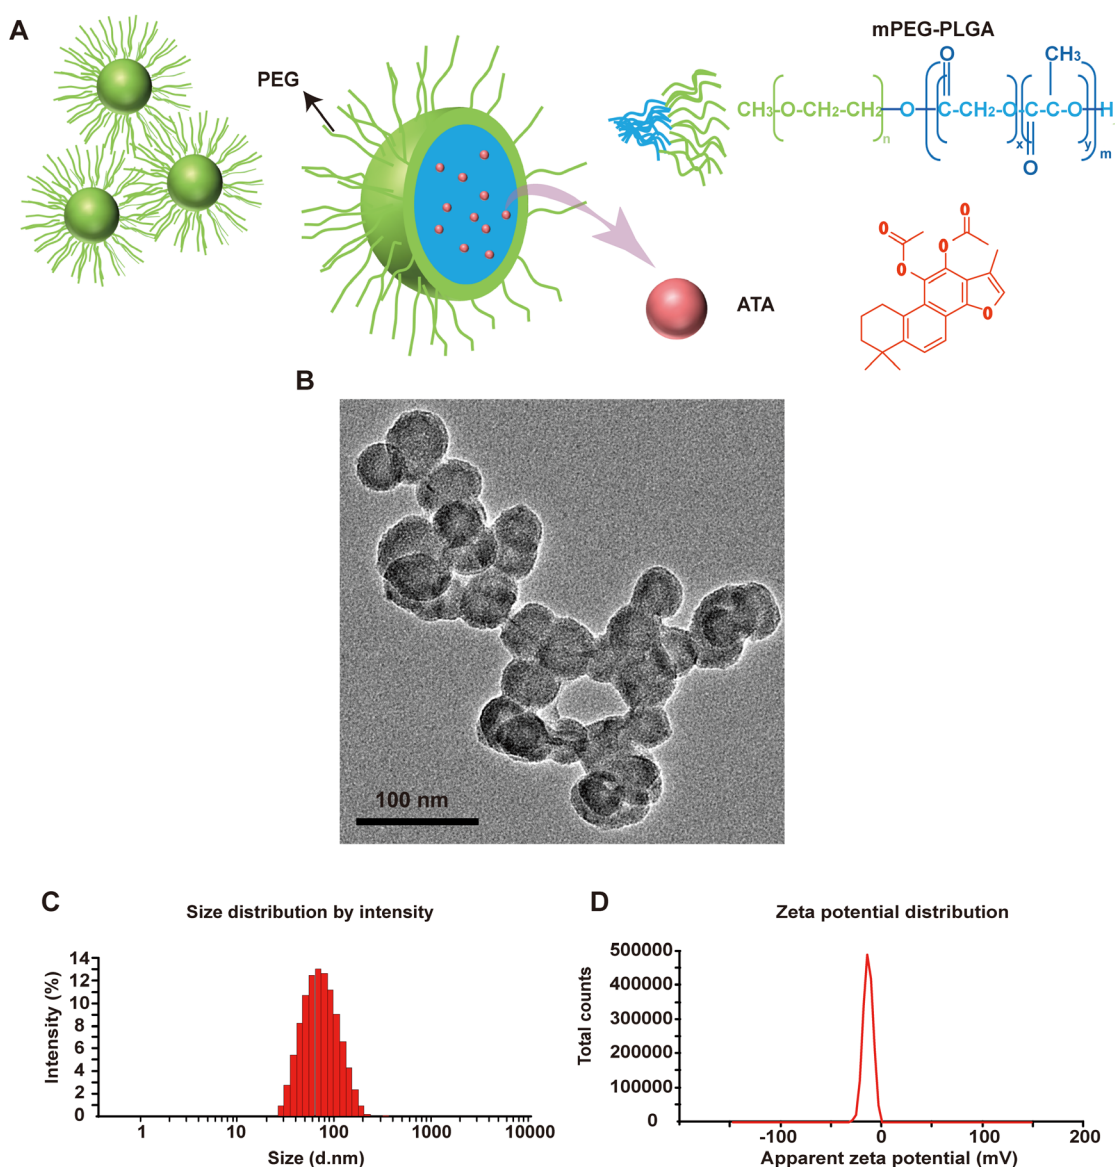 A
PEG
ATA
mPEG-PLGA
CH3-O-CH2-CH2-O-C-CH2-O-C-C-O-H
O
CH3
n
x
O
y
m
O
O
O
O
O
B
100 nm
C
Size distribution by intensity
Intensity (%)
14
12
10
8
6
4
2
0
1
10
100
1000
10000
Size (d.nm)
D
Zeta potential distribution
Total counts
500000
400000
300000
200000
100000
0
-100
0
100
200
Apparent zeta potential (mV)